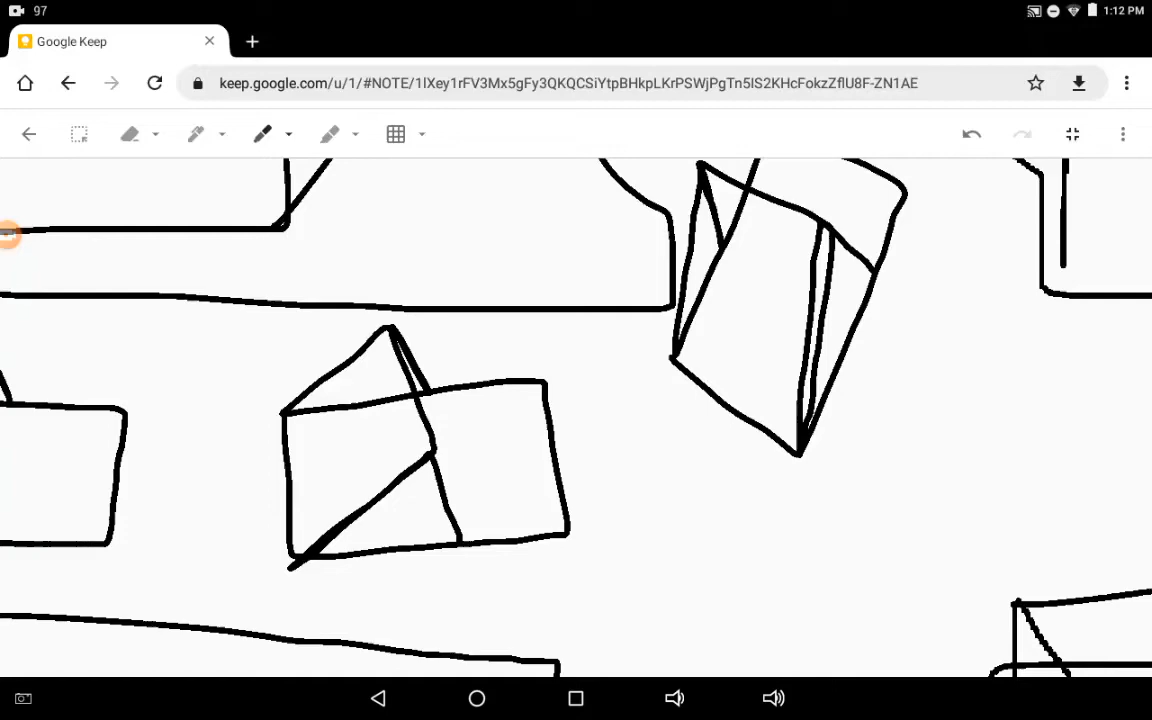 97
1:12 PM
Google Keep
keep.google.com/u/1/#NOTE/1lXey1rFV3Mx5gFy3QKQCSiYtpBHkpLKrPSWjPgTn5lS2KHcFokzZflU8F-ZN1AE